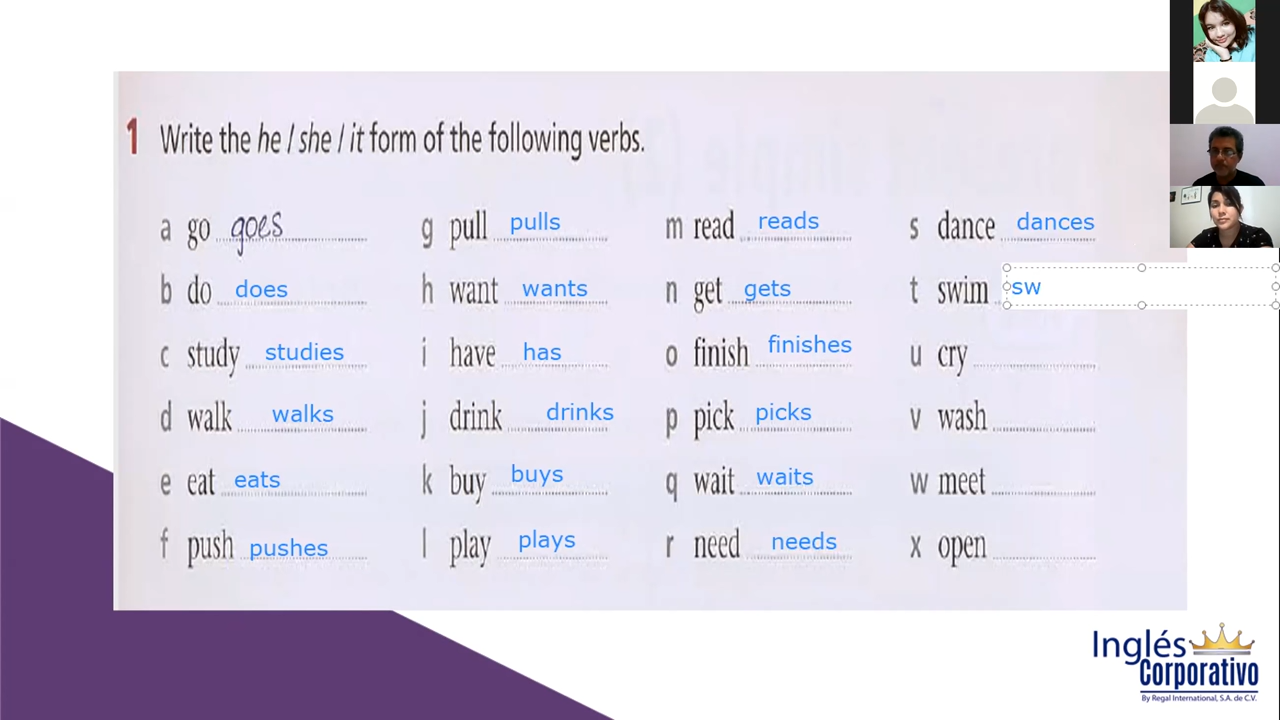 1 Write the he / she / it form of the following verbs.
a go goes
b do does
c study studies
d walk walks
e eat eats
f push pushes
g pull pulls
h want wants
i have has
j drink drinks
k buy buys
l play plays
m read reads
n get gets
o finish finishes
p pick picks
q wait waits
r need needs
s dance dances
t swim sw
u cry
v wash
w meet
x open
Inglés
Corporativo
By Regal International, S.A. de C.V.